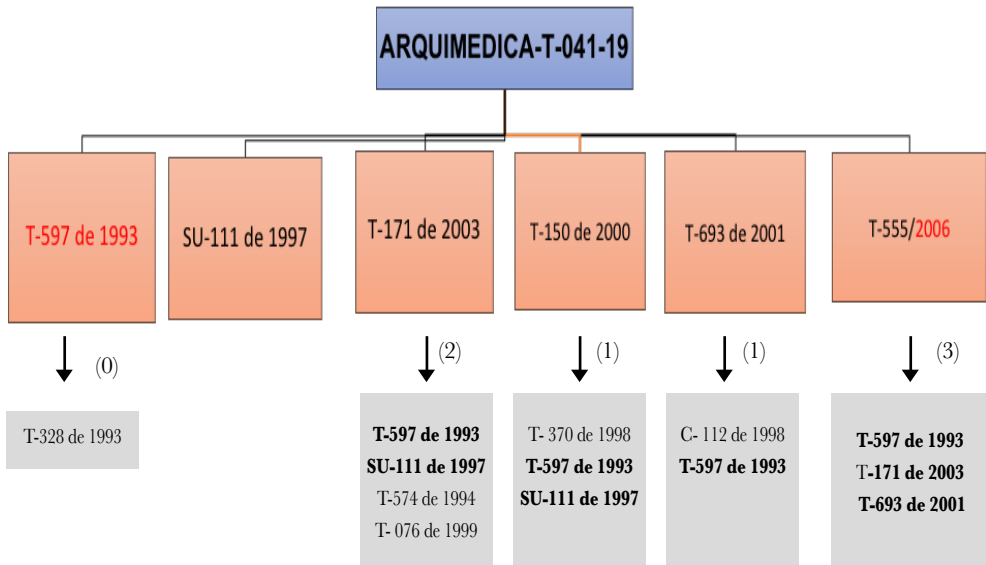 ARQUIMEDICA-T-041-19
T-597 de 1993
SU-111 de 1997
T-171 de 2003
T-150 de 2000
T-693 de 2001
T-555/2006
(0)
(2)
(1)
(1)
(3)
T-328 de 1993
T-597 de 1993
SU-111 de 1997
T-574 de 1994
T- 076 de 1999
T- 370 de 1998
T-597 de 1993
SU-111 de 1997
C- 112 de 1998
T-597 de 1993
T-597 de 1993
T-171 de 2003
T-693 de 2001